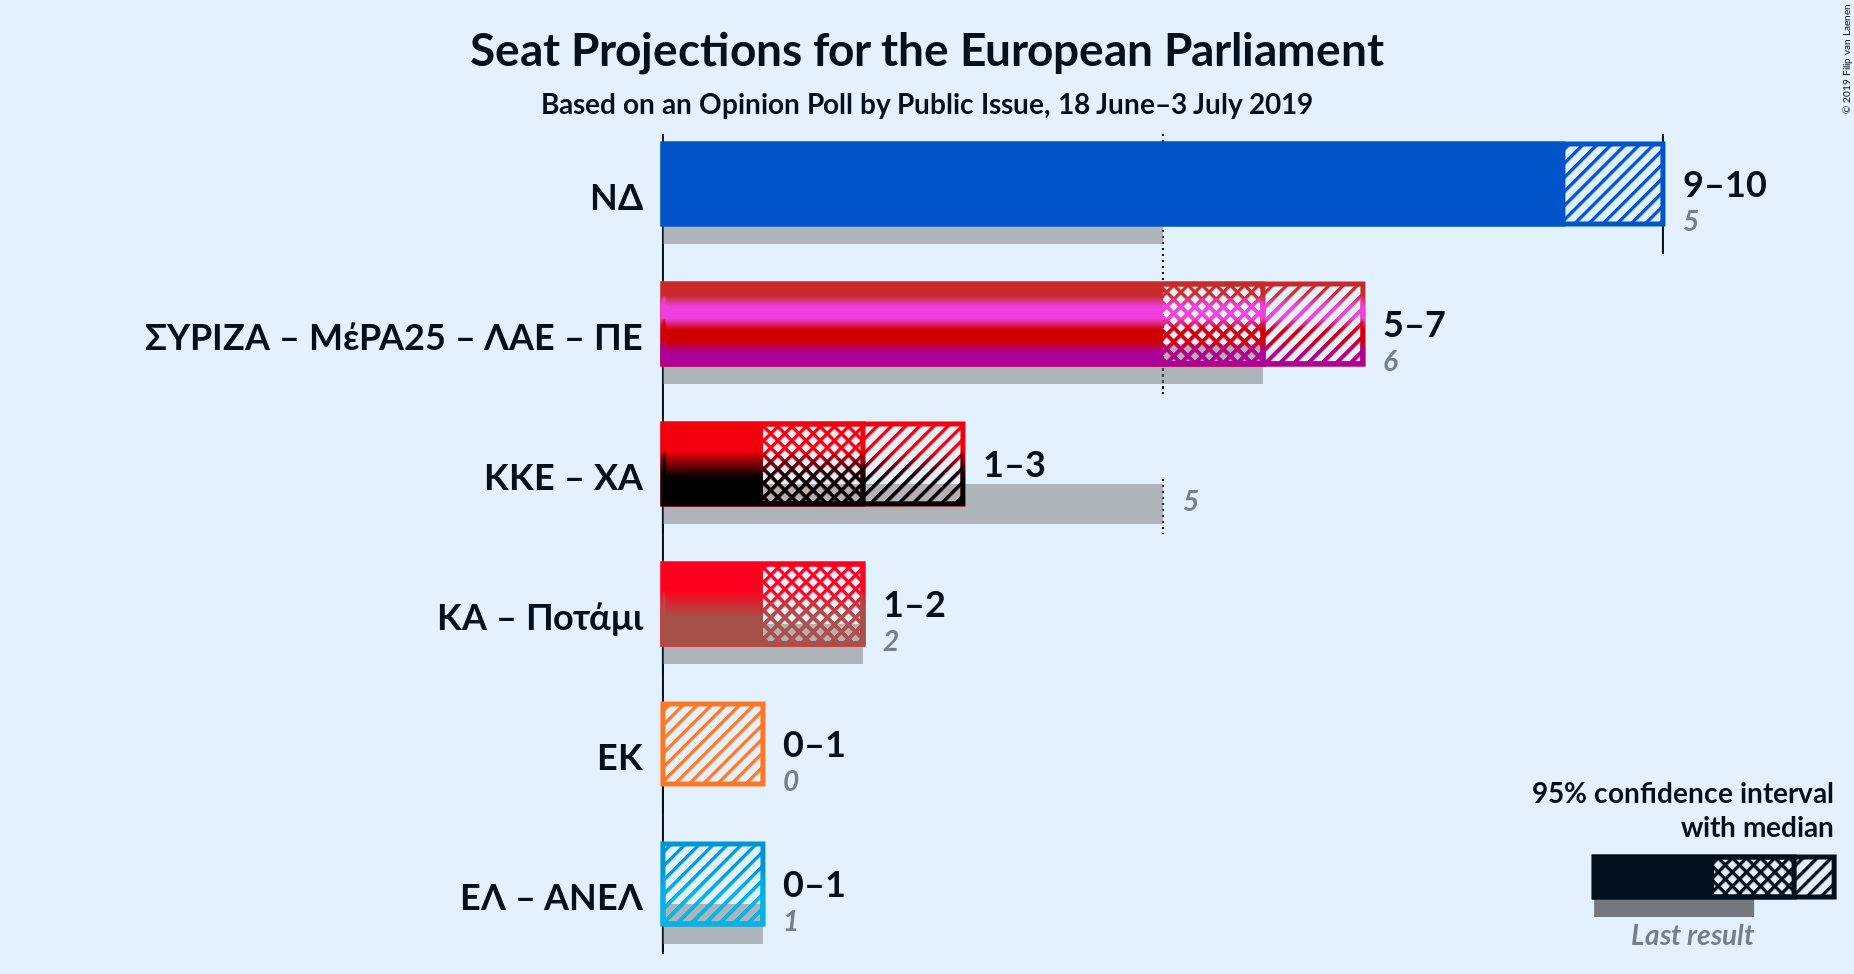 Seat Projections for the European Parliament
Based on an Opinion Poll by Public Issue, 18 June–3 July 2019
© 2019 Filip van Laenen
ΝΔ
9–10
5
ΣΥΡΙΖΑ – ΜέΡΑ25 – ΛΑΕ – ΠΕ
5–7
6
ΚΚΕ – ΧΑ
1–3
5
ΚΑ – Ποτάμι
1–2
2
ΕΚ
0–1
0
ΕΛ – ΑΝΕΛ
0–1
1
95% confidence interval
with median
Last result